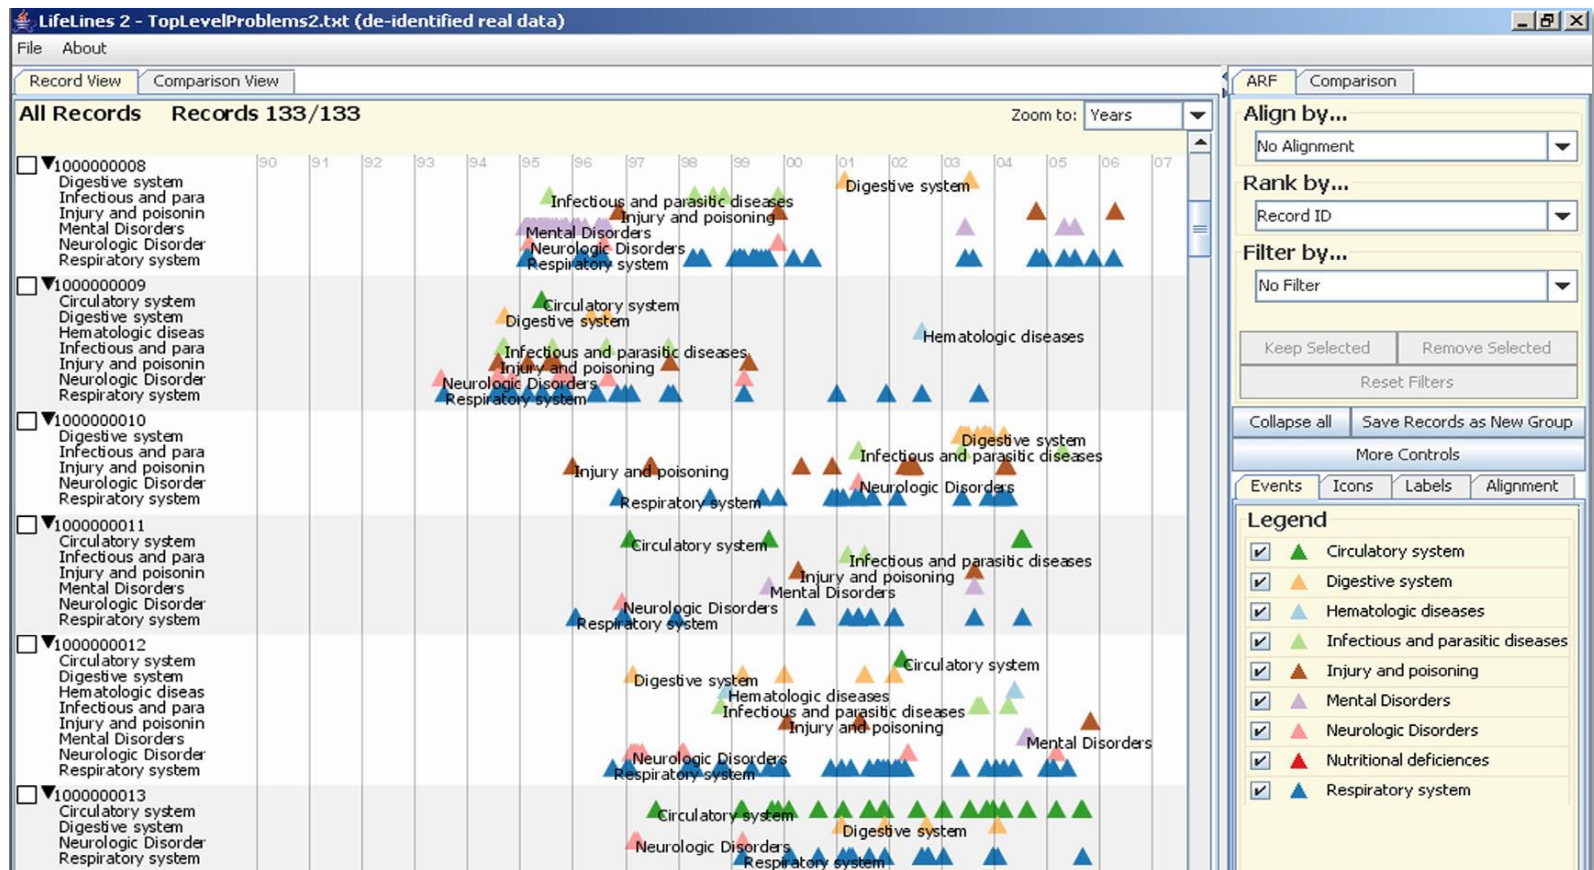 LifeLines 2 - TopLevelProblems2.txt (de-identified real data)
File About
Record View Comparison View
All Records Records 133/133 Zoom to: Years
90 91 92 93 94 95 96 97 98 99 00 01 02 03 04 05 06 07
1000000008
Digestive system Digestive system
Infectious and para Infectious and parasitic diseases
Injury and poisonin Injury and poisoning
Mental Disorders Mental Disorders
Neurologic Disorder Neurologic Disorders
Respiratory system Respiratory system
1000000009
Circulatory system Circulatory system
Digestive system Digestive system
Hematologic diseas Hematologic diseases
Infectious and para Infectious and parasitic diseases
Injury and poisonin Injury and poisoning
Neurologic Disorder Neurologic Disorders
Respiratory system Respiratory system
1000000010
Digestive system Digestive system
Infectious and para Infectious and parasitic diseases
Injury and poisonin Injury and poisoning
Neurologic Disorder Neurologic Disorders
Respiratory system Respiratory system
1000000011
Circulatory system Circulatory system
Infectious and para Infectious and parasitic diseases
Injury and poisonin Injury and poisoning
Mental Disorders Mental Disorders
Neurologic Disorder Neurologic Disorders
Respiratory system Respiratory system
1000000012
Circulatory system Circulatory system
Digestive system Digestive system
Hematologic diseas Hematologic diseases
Infectious and para Infectious and parasitic diseases
Injury and poisonin Injury and poisoning
Mental Disorders Mental Disorders
Neurologic Disorder Neurologic Disorders
Respiratory system Respiratory system
1000000013
Circulatory system Circulatory system
Digestive system Digestive system
Neurologic Disorder Neurologic Disorders
Respiratory system Respiratory system
ARF Comparison
Align by...
No Alignment
Rank by...
Record ID
Filter by...
No Filter
Keep Selected Remove Selected
Reset Filters
Collapse all Save Records as New Group
More Controls
Events Icons Labels Alignment
Legend
Circulatory system
Digestive system
Hematologic diseases
Infectious and parasitic diseases
Injury and poisoning
Mental Disorders
Neurologic Disorders
Nutritional deficiences
Respiratory system